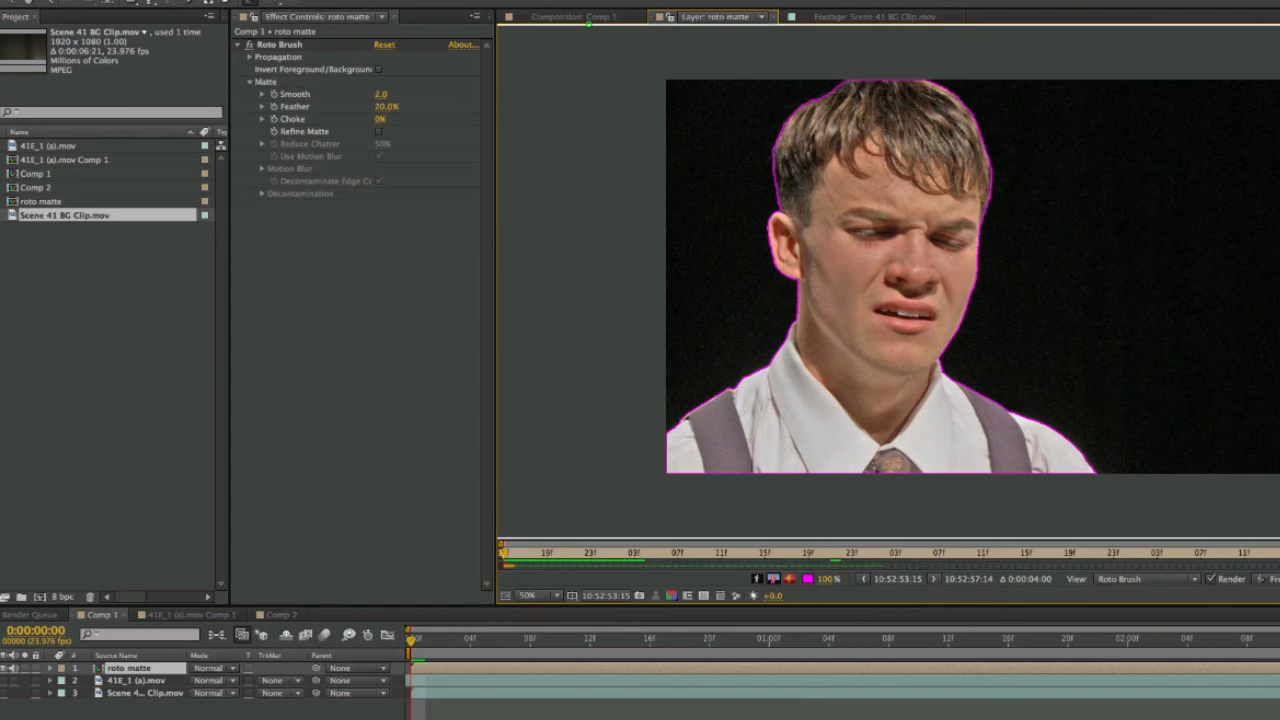 Project
Scene 41 BG Clip.mov ▾ , used 1 time
1920 x 1080 (1.00)
Δ 0:00:06:21, 23.976 fps
Millions of Colors
MPEG
Name
41E_1 (a).mov
41E_1 (a).mov Comp 1
Comp 1
Comp 2
roto matte
Scene 41 BG Clip.mov
8 bpc
Effect Controls: roto matte
Comp 1 • roto matte
fx Roto Brush Reset About...
Propagation
Invert Foreground/Backgroun
Matte
Smooth 2.0
Feather 20.0%
Choke 0%
Refine Matte
Reduce Chatter 50%
Use Motion Blur
Motion Blur
Decontaminate Edge Cc
Decontamination
Composition: Comp 1
Layer: roto matte
Footage: Scene 41 BG Clip.mov
19f 23f 03f 07f 11f 15f 19f 23f 03f 07f 11f 15f 19f 23f 03f 07f 11f
100 % 10:52:53:15 10:52:57:14 Δ 0:00:04:00 View: Roto Brush Render Fre
50% 10:52:53:15 +0.0
Render Queue Comp 1 41E_1 (a).mov Comp 1 Comp 2
0:00:00:00
00000 (23.976 fps)
# Source Name Mode T TrkMat Parent
:00f 04f 08f 12f 16f 20f 01:00f 04f 08f 12f 16f 20f 02:00f 04f 08f
1 roto matte Normal None
2 41E_1 (a).mov Normal None None
3 Scene 4... Clip.mov Normal None None